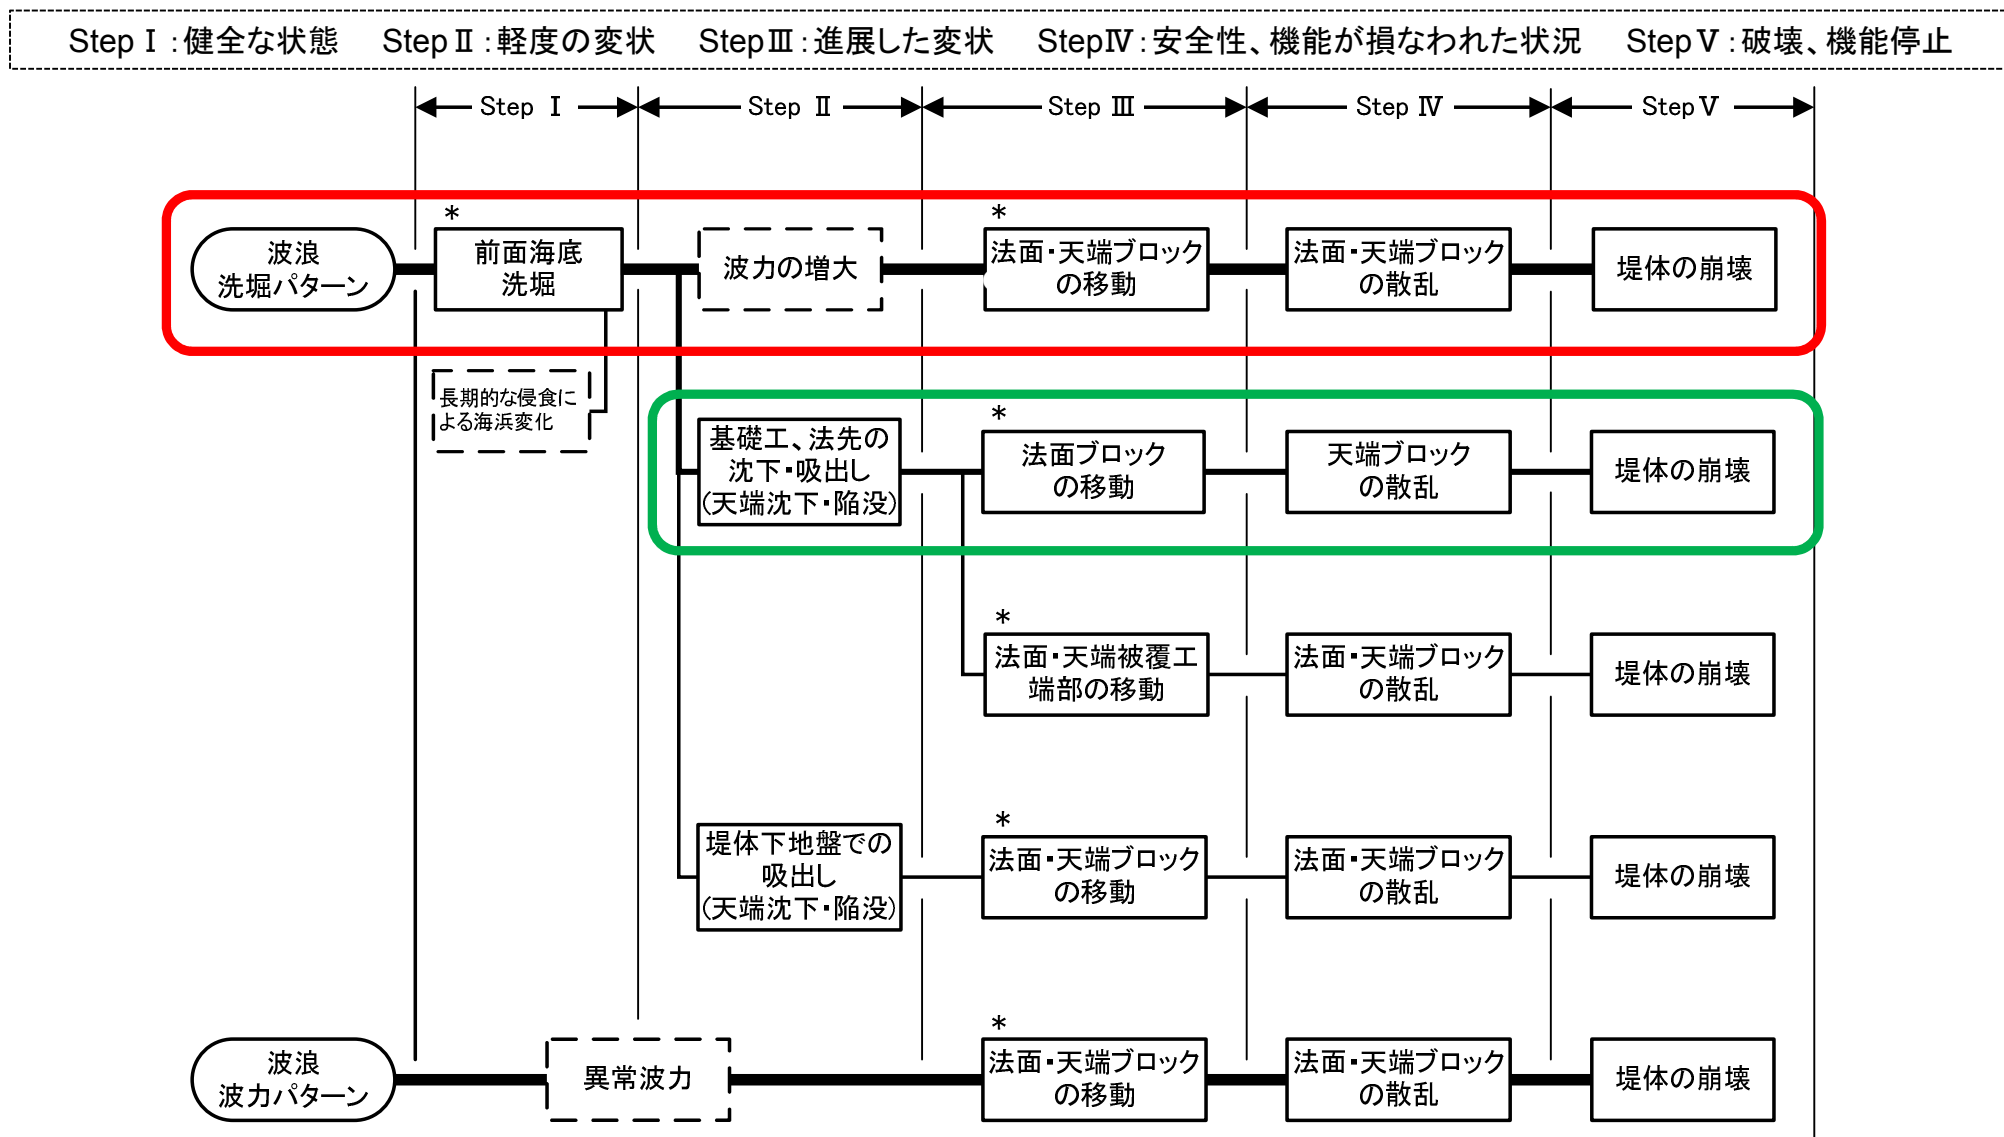 Step Ⅰ：健全な状態 Step Ⅱ：軽度の変状 StepⅢ：進展した変状 StepⅣ：安全性、機能が損なわれた状況 Step Ⅴ：破壊、機能停止
Step Ⅰ Step Ⅱ Step Ⅲ Step Ⅳ Step Ⅴ
波浪
洗堀パターン
*
前面海底
洗堀
波力の増大
*
法面・天端ブロック
の移動
法面・天端ブロック
の散乱
堤体の崩壊
長期的な侵食に
よる海浜変化
基礎工、法先の
沈下・吸出し
(天端沈下・陥没)
*
法面ブロック
の移動
天端ブロック
の散乱
堤体の崩壊
*
法面・天端被覆工
端部の移動
法面・天端ブロック
の散乱
堤体の崩壊
堤体下地盤での
吸出し
(天端沈下・陥没)
*
法面・天端ブロック
の移動
法面・天端ブロック
の散乱
堤体の崩壊
波浪
波力パターン
異常波力
*
法面・天端ブロック
の移動
法面・天端ブロック
の散乱
堤体の崩壊